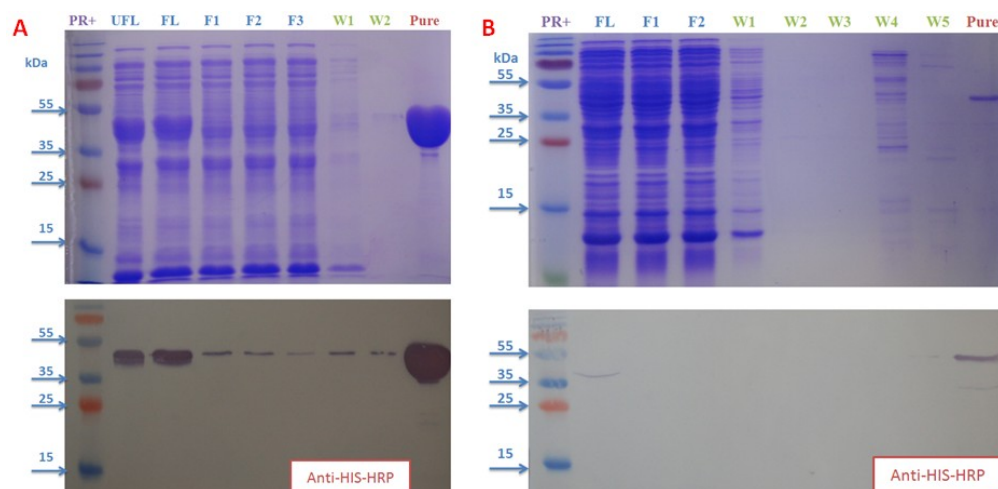 A
PR+ UFL FL F1 F2 F3 W1 W2 Pure
kDa
55
35
25
15
55
35
25
15
Anti-HIS-HRP
B
PR+ FL F1 F2 W1 W2 W3 W4 W5 Pure
kDa
55
35
25
15
55
35
25
15
Anti-HIS-HRP